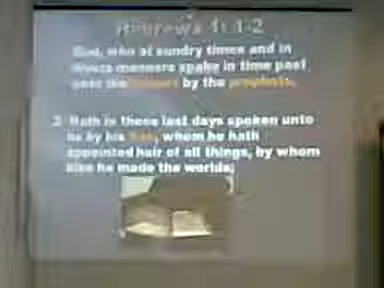 Hebrews 1: 1-2
God, who at sundry times and in
divers manners spake in time past
unto the fathers by the prophets,
2 Hath in these last days spoken unto
us by his Son, whom he hath
appointed heir of all things, by whom
also he made the worlds;